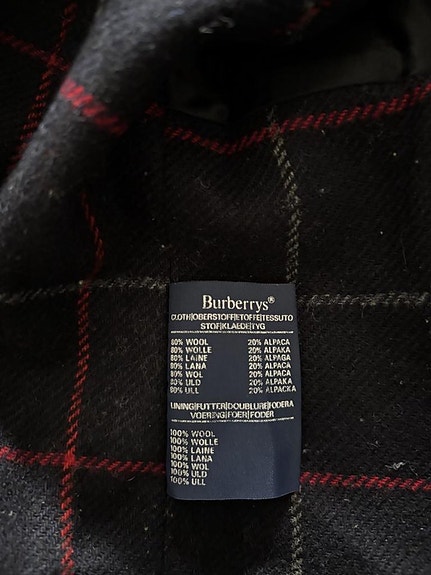 Burberrys®
CLOTH|OBERSTOFF|ETOFFE|TESSUTO
STOF|KLAEDE|TYG
80% WOOL 20% ALPACA
80% WOLLE 20% ALPAKA
80% LAINE 20% ALPAGA
80% LANA 20% ALPACA
80% WOL 20% ALPACA
80% ULD 20% ALPAKA
80% ULL 20% ALPACKA
LINING|FUTTER|DOUBLURE|FODERA
VOERING|FOER|FODER
100% WOOL
100% WOLLE
100% LAINE
100% LANA
100% WOL
100% ULD
100% ULL